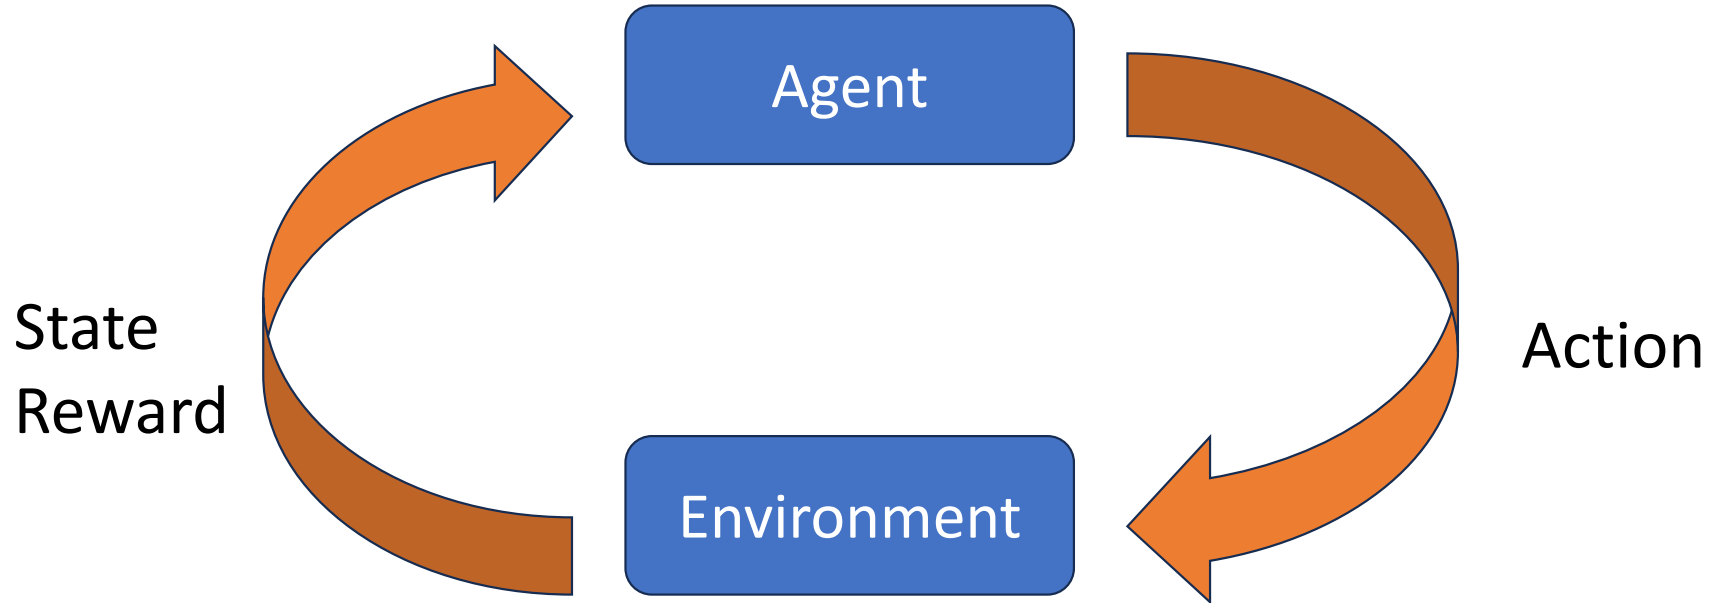 Agent
State
Reward
Action
Environment